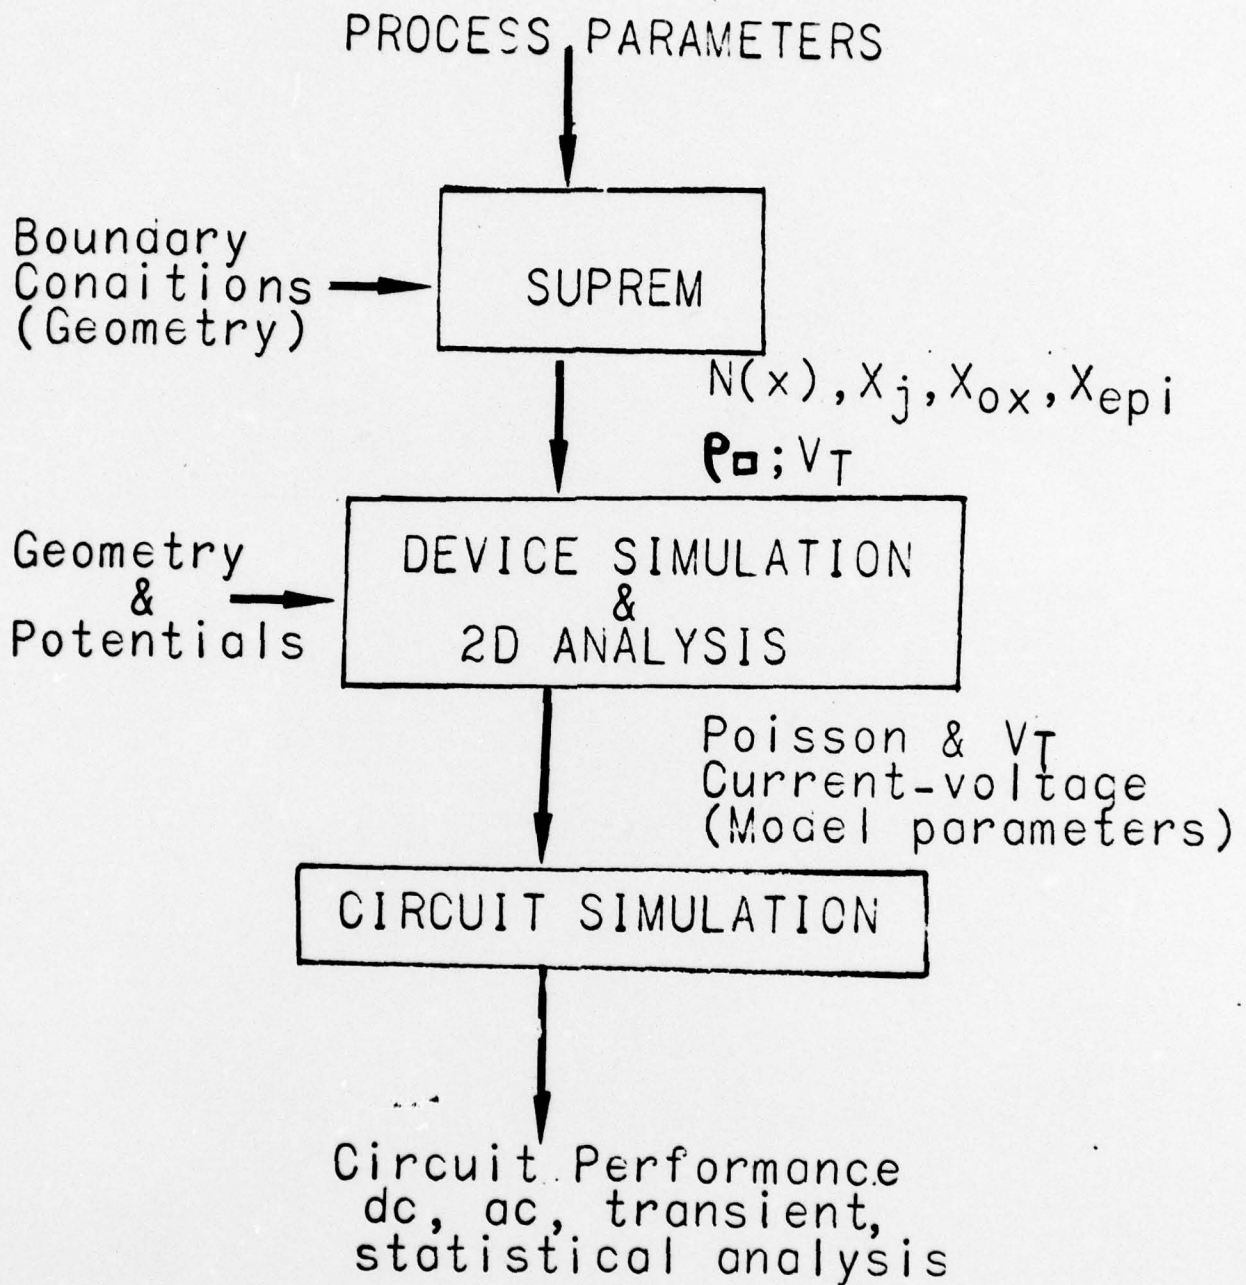 PROCESS PARAMETERS
Boundary
Conditions
(Geometry)
SUPREM
N(x), Xj, Xox, Xepi
ρ□; VT
Geometry
&
Potentials
DEVICE SIMULATION
&
2D ANALYSIS
Poisson & VT
Current-voltage
(Model parameters)
CIRCUIT SIMULATION
Circuit Performance
dc, ac, transient,
statistical analysis